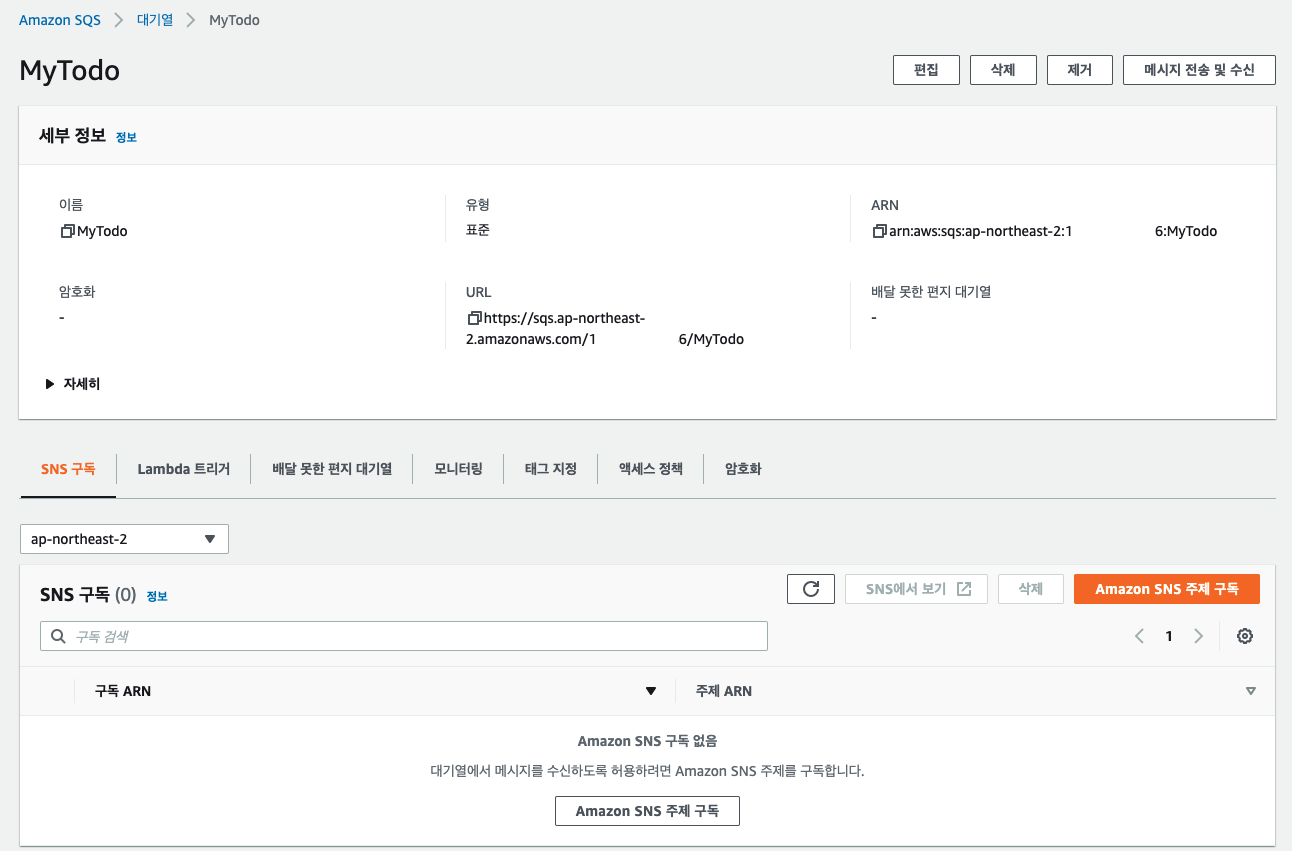 Amazon SQS > 대기열 > MyTodo
MyTodo
편집 삭제 제거 메시지 전송 및 수신
세부 정보 정보
이름 유형 ARN
MyTodo 표준 arn:aws:sqs:ap-northeast-2:1 6:MyTodo
암호화 URL 배달 못한 편지 대기열
- https://sqs.ap-northeast- -
2.amazonaws.com/1 6/MyTodo
자세히
SNS 구독 Lambda 트리거 배달 못한 편지 대기열 모니터링 태그 지정 액세스 정책 암호화
ap-northeast-2
SNS 구독 (0) 정보 SNS에서 보기 삭제 Amazon SNS 주제 구독
구독 검색 1
구독 ARN 주제 ARN
Amazon SNS 구독 없음
대기열에서 메시지를 수신하도록 허용하려면 Amazon SNS 주제를 구독합니다.
Amazon SNS 주제 구독